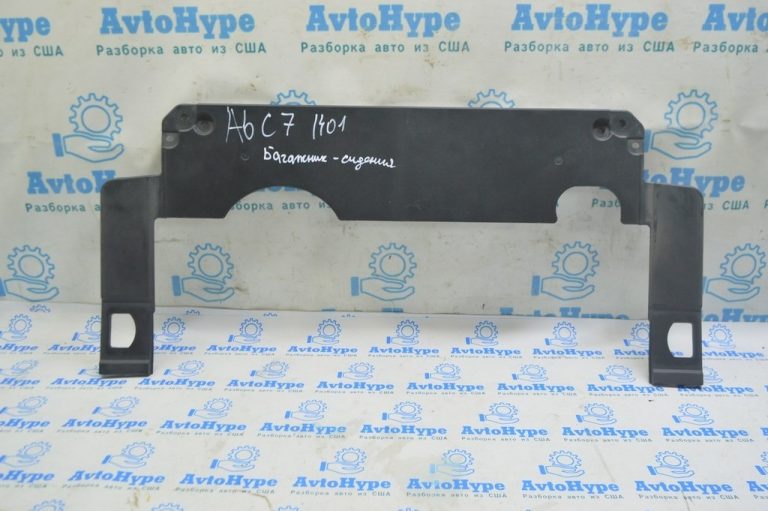 AvtoHype
Разборка авто из США
A6 C7 1401
Багажник - сидения